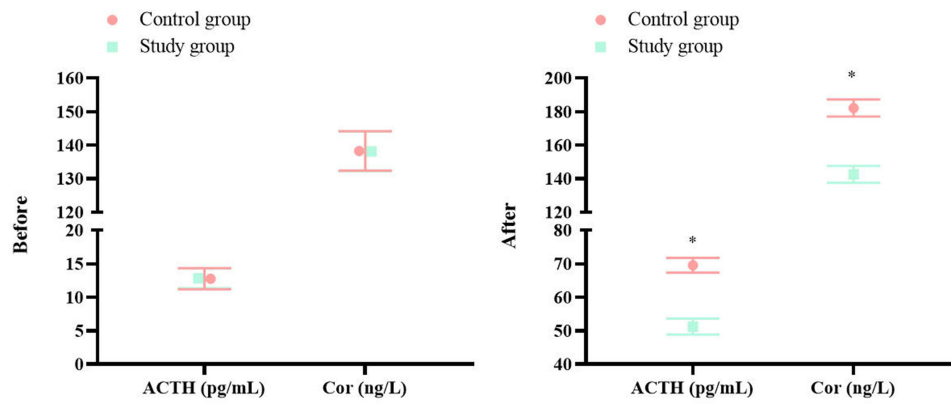 Control group
Study group
160
150
140
130
120
20
15
10
5
0
Before
ACTH (pg/mL)
Cor (ng/L)
Control group
Study group
200
180
160
140
120
80
70
60
50
40
After
*
*
ACTH (pg/mL)
Cor (ng/L)